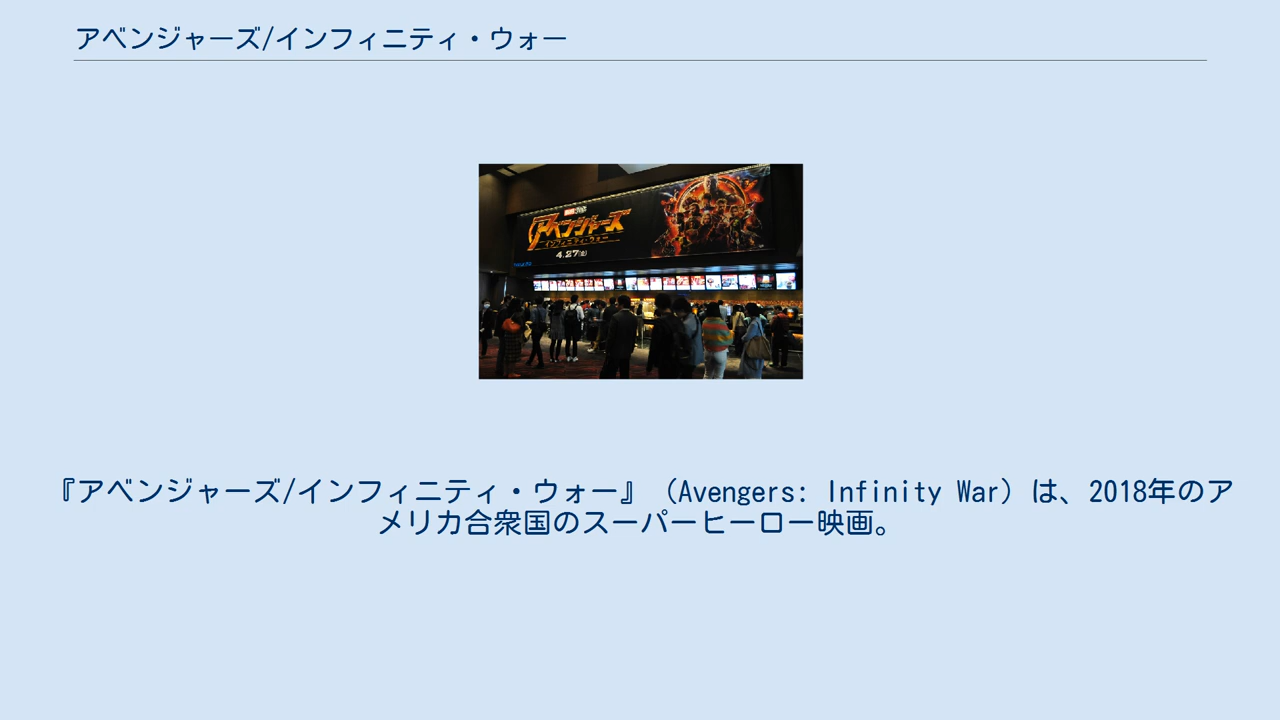 アベンジャーズ/インフィニティ・ウォー
アベンジャーズ
インフィニティ・ウォー
4.27(金)
『アベンジャーズ/インフィニティ・ウォー』（Avengers: Infinity War）は、2018年のア
メリカ合衆国のスーパーヒーロー映画。